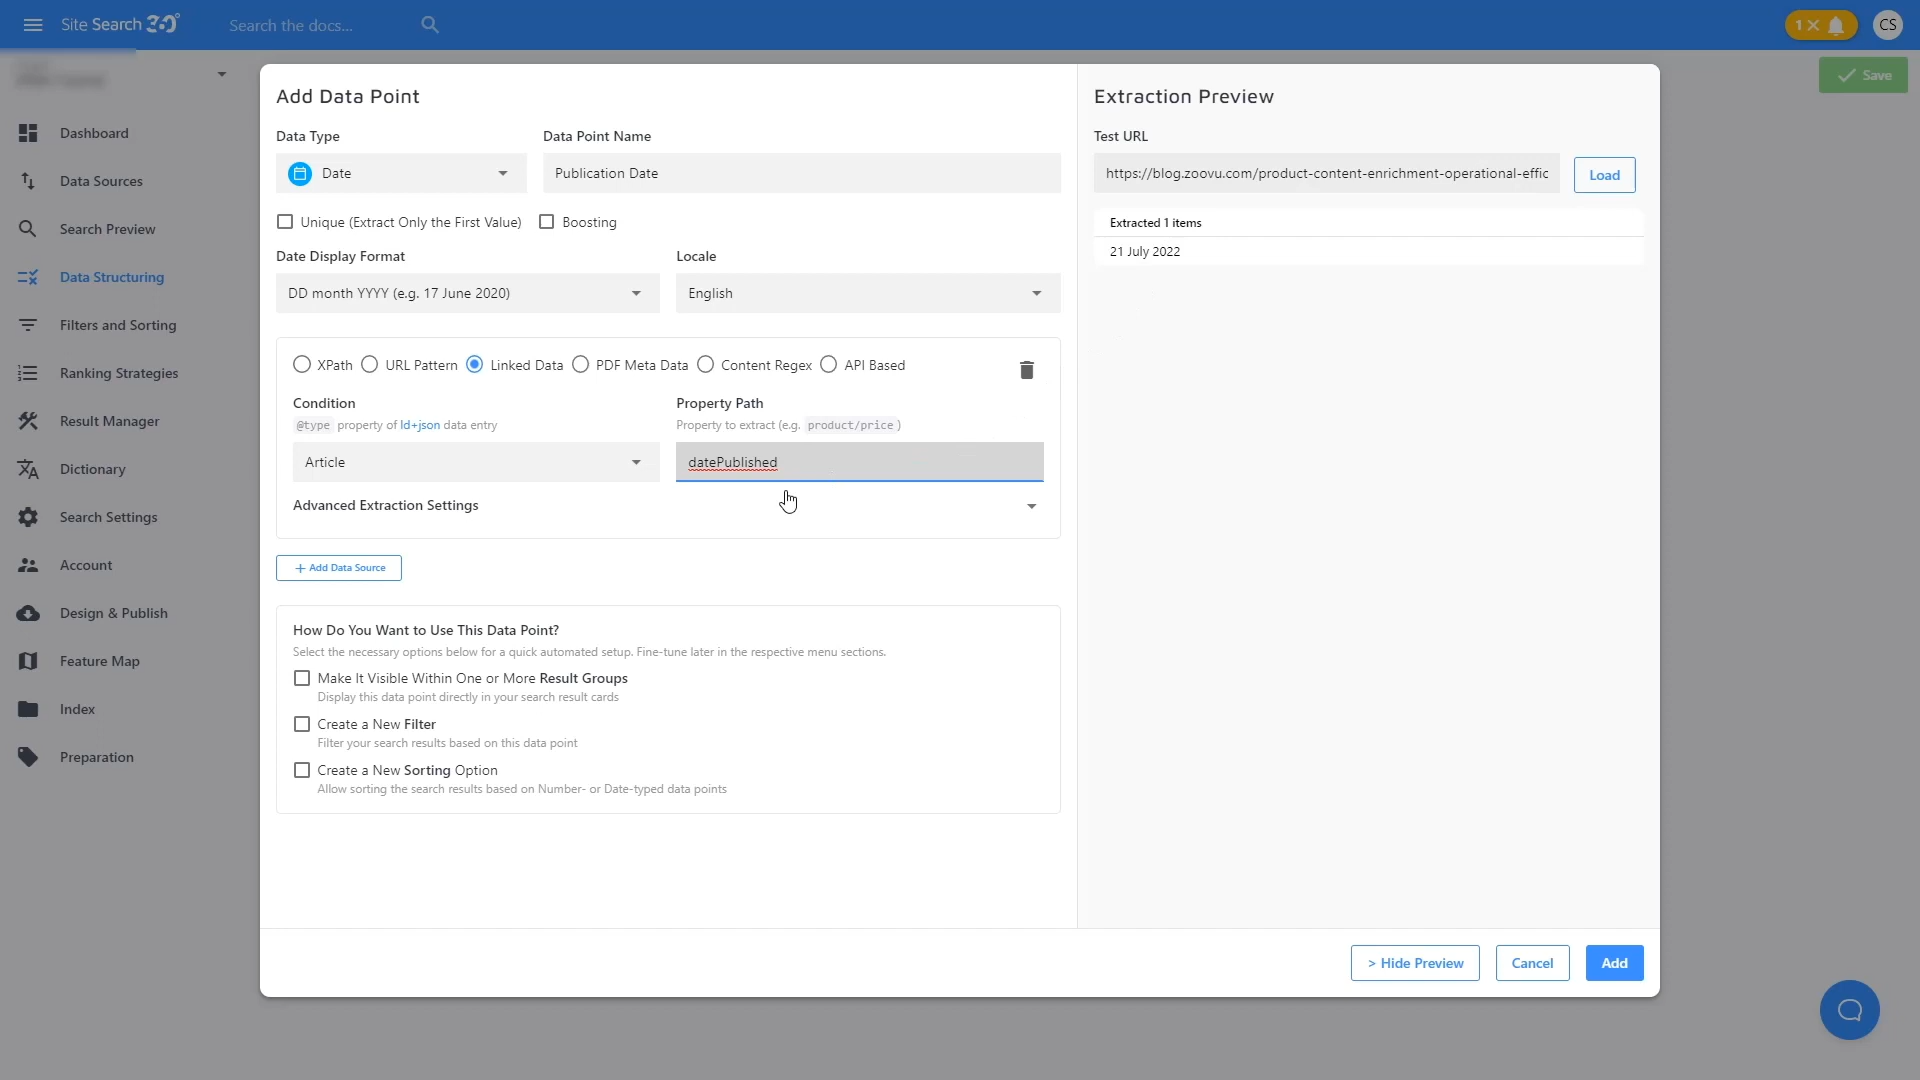 Site Search 360
Search the docs...
1 ×
CS
Save
Dashboard
Data Sources
Search Preview
Data Structuring
Filters and Sorting
Ranking Strategies
Result Manager
Dictionary
Search Settings
Account
Design & Publish
Feature Map
Index
Preparation
Add Data Point
Data Type
Data Point Name
Date
Publication Date
Unique (Extract Only the First Value)
Boosting
Date Display Format
Locale
DD month YYYY (e.g. 17 June 2020)
English
XPath
URL Pattern
Linked Data
PDF Meta Data
Content Regex
API Based
Condition
Property Path
@type property of ld+json data entry
Property to extract (e.g. product/price )
Article
datePublished
Advanced Extraction Settings
+ Add Data Source
How Do You Want to Use This Data Point?
Select the necessary options below for a quick automated setup. Fine-tune later in the respective menu sections.
Make It Visible Within One or More Result Groups
Display this data point directly in your search result cards
Create a New Filter
Filter your search results based on this data point
Create a New Sorting Option
Allow sorting the search results based on Number- or Date-typed data points
Extraction Preview
Test URL
https://blog.zoovu.com/product-content-enrichment-operational-effic
Load
Extracted 1 items
21 July 2022
> Hide Preview
Cancel
Add